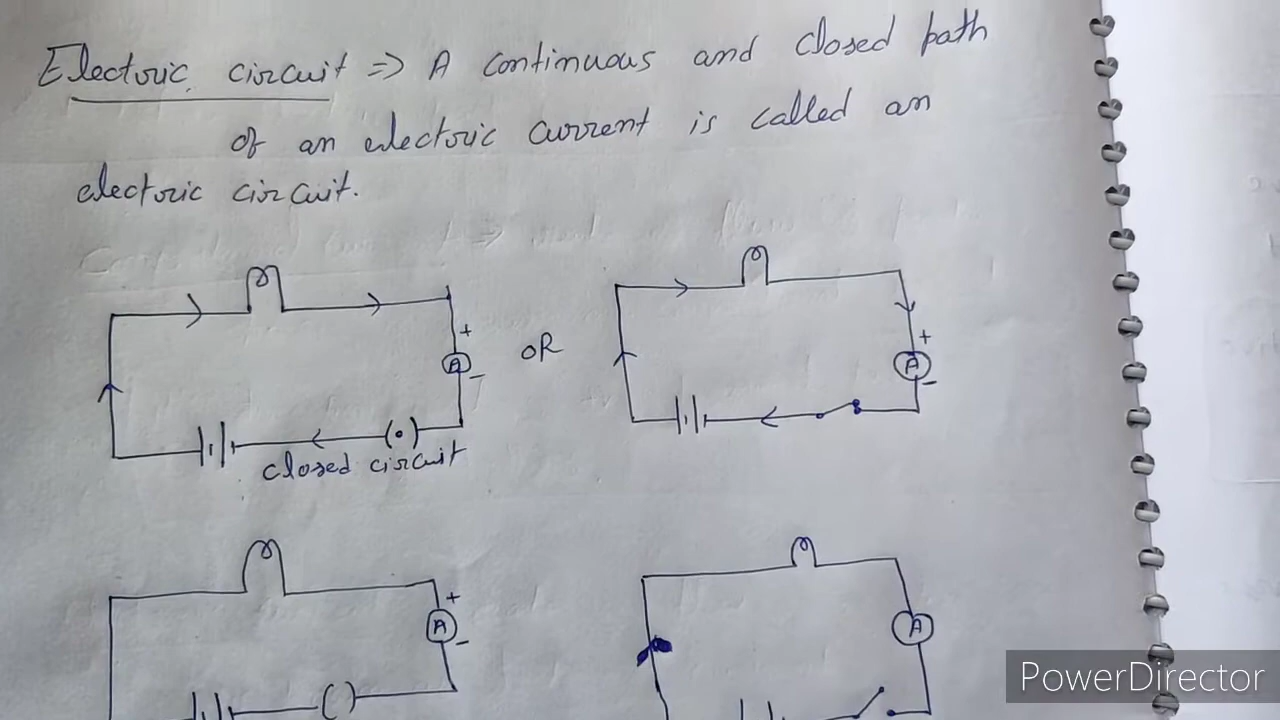 Electric circuit => A continuous and closed path
of an electric current is called an
electric circuit.
+
A
-
OR
+
A
-
(•)
closed circuit
+
A
-
( )
A
PowerDirector